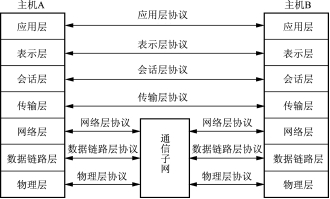 主机A
主机B
应用层
应用层协议
应用层
表示层
表示层协议
表示层
会话层
会话层协议
会话层
传输层
传输层协议
传输层
网络层
网络层协议
网络层协议
网络层
数据链路层
数据链路层协议
数据链路层协议
数据链路层
物理层
物理层协议
物理层协议
物理层
通信子网